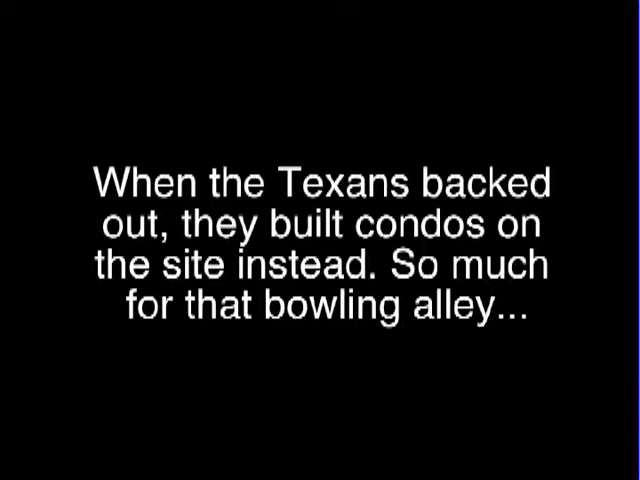 When the Texans backed
out, they built condos on
the site instead. So much
for that bowling alley...